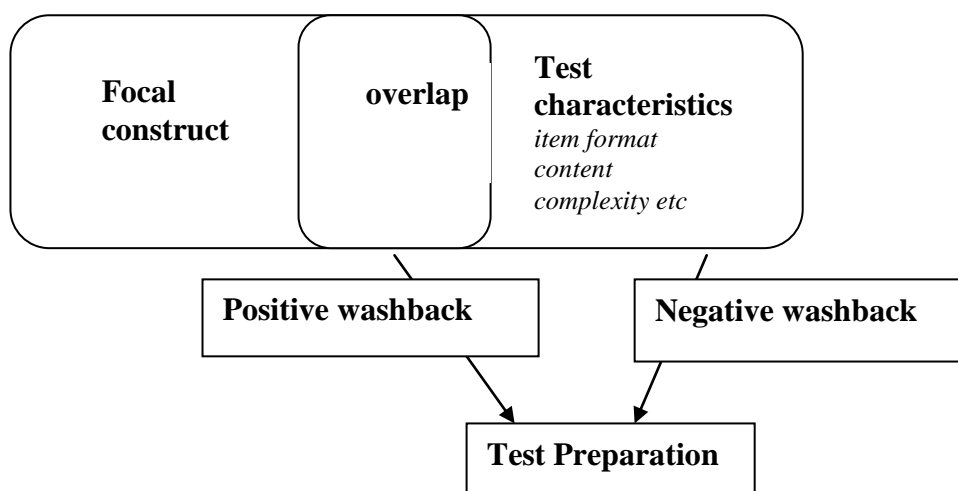 Focal
construct
overlap
Test
characteristics
item format
content
complexity etc
Positive washback
Negative washback
Test Preparation